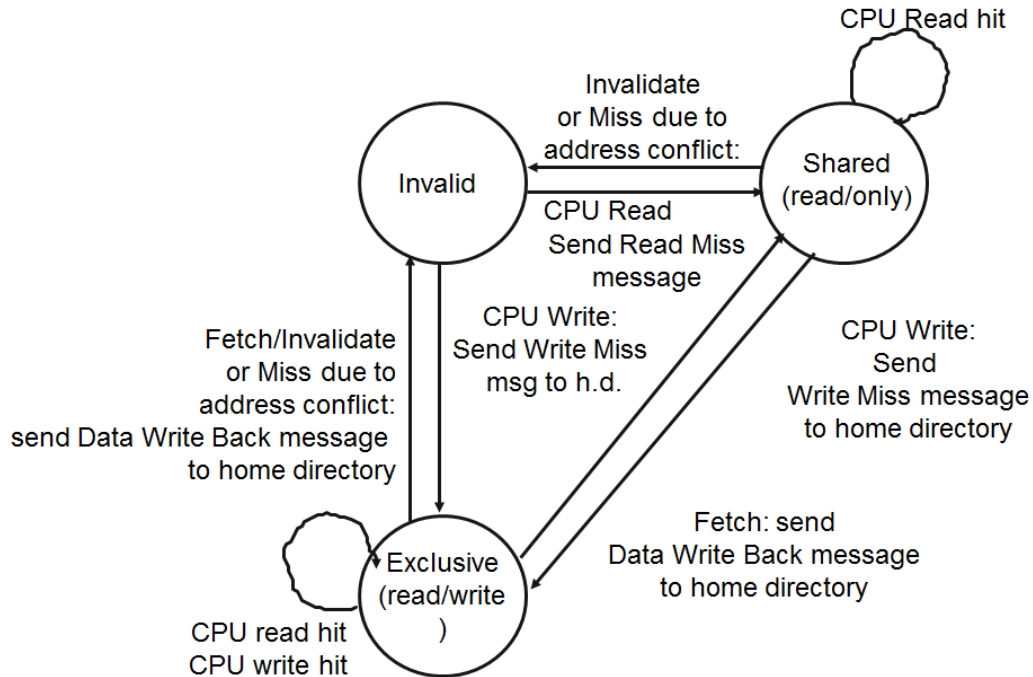 CPU Read hit
Invalidate
or Miss due to
address conflict:
Invalid
Shared
(read/only)
CPU Read
Send Read Miss
message
Fetch/Invalidate
or Miss due to
address conflict:
send Data Write Back message
to home directory
CPU Write:
Send Write Miss
msg to h.d.
CPU Write:
Send
Write Miss message
to home directory
Fetch: send
Data Write Back message
to home directory
Exclusive
(read/write
)
CPU read hit
CPU write hit